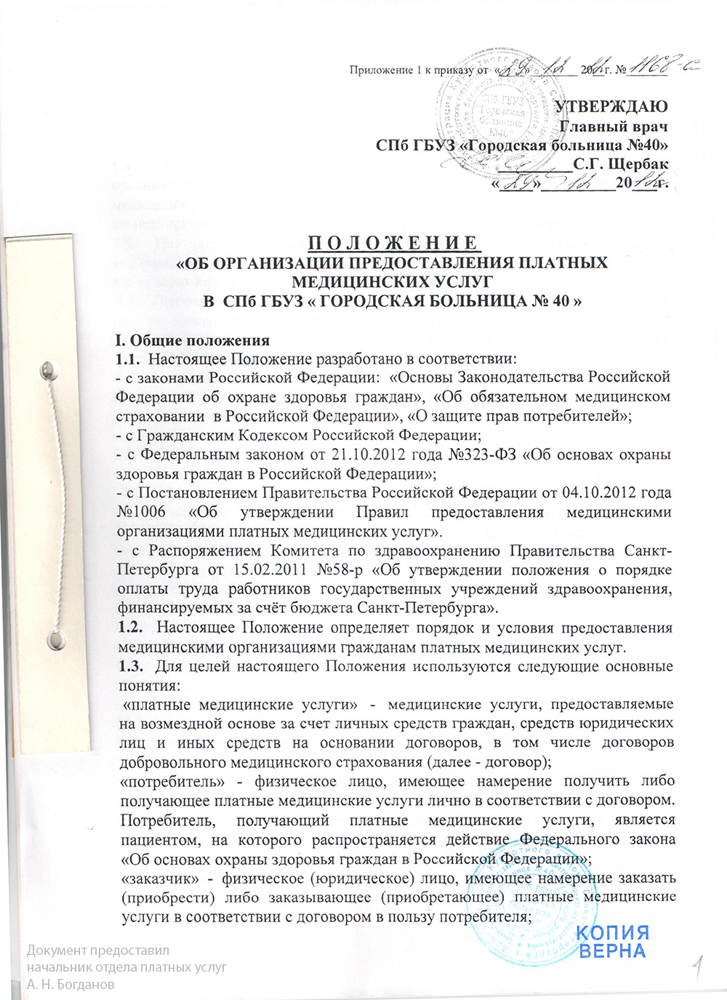 Приложение 1 к приказу от «29» 12 2012 г. № 1168-а
УТВЕРЖДАЮ
Главный врач
СПб ГБУЗ «Городская больница №40»
__________С.Г. Щербак
«29» 12 2012 г.
ПОЛОЖЕНИЕ
«ОБ ОРГАНИЗАЦИИ ПРЕДОСТАВЛЕНИЯ ПЛАТНЫХ
МЕДИЦИНСКИХ УСЛУГ
В СПб ГБУЗ « ГОРОДСКАЯ БОЛЬНИЦА № 40 »
I. Общие положения
1.1. Настоящее Положение разработано в соответствии:
- с законами Российской Федерации: «Основы Законодательства Российской
Федерации об охране здоровья граждан», «Об обязательном медицинском
страховании в Российской Федерации», «О защите прав потребителей»;
- с Гражданским Кодексом Российской Федерации;
- с Федеральным законом от 21.10.2012 года №323-ФЗ «Об основах охраны
здоровья граждан в Российской Федерации»;
- с Постановлением Правительства Российской Федерации от 04.10.2012 года
№1006 «Об утверждении Правил предоставления медицинскими
организациями платных медицинских услуг».
- с Распоряжением Комитета по здравоохранению Правительства Санкт-
Петербурга от 15.02.2011 №58-р «Об утверждении положения о порядке
оплаты труда работников государственных учреждений здравоохранения,
финансируемых за счёт бюджета Санкт-Петербурга».
1.2. Настоящее Положение определяет порядок и условия предоставления
медицинскими организациями гражданам платных медицинских услуг.
1.3. Для целей настоящего Положения используются следующие основные
понятия:
«платные медицинские услуги» - медицинские услуги, предоставляемые
на возмездной основе за счет личных средств граждан, средств юридических
лиц и иных средств на основании договоров, в том числе договоров
добровольного медицинского страхования (далее - договор);
«потребитель» - физическое лицо, имеющее намерение получить либо
получающее платные медицинские услуги лично в соответствии с договором.
Потребитель, получающий платные медицинские услуги, является
пациентом, на которого распространяется действие Федерального закона
«Об основах охраны здоровья граждан в Российской Федерации»;
«заказчик» - физическое (юридическое) лицо, имеющее намерение заказать
(приобрести) либо заказывающее (приобретающее) платные медицинские
услуги в соответствии с договором в пользу потребителя;
КОПИЯ
ВЕРНА
Документ предоставил
начальник отдела платных услуг
А. Н. Богданов
1
СПб ГБУЗ
"Городская
больница
№40"